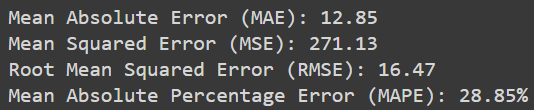 Mean Absolute Error (MAE): 12.85
Mean Squared Error (MSE): 271.13
Root Mean Squared Error (RMSE): 16.47
Mean Absolute Percentage Error (MAPE): 28.85%